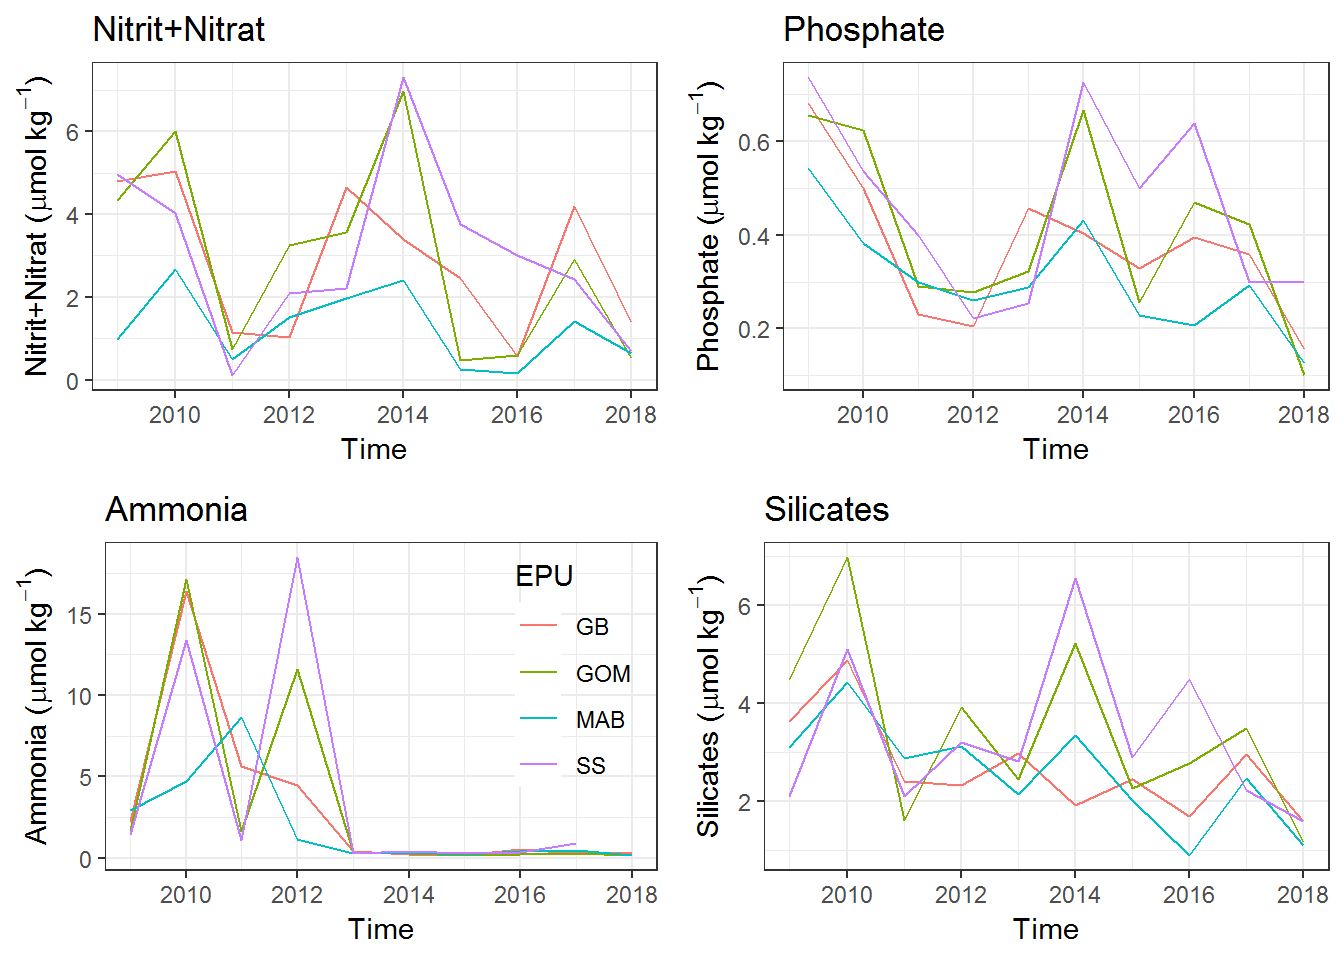 Nitrit+Nitrat
Nitrit+Nitrat (μmol kg⁻¹)
6
4
2
0
2010 2012 2014 2016 2018
Time
Phosphate
Phosphate (μmol kg⁻¹)
0.6
0.4
0.2
2010 2012 2014 2016 2018
Time
Ammonia
Ammonia (μmol kg⁻¹)
15
10
5
0
EPU
GB
GOM
MAB
SS
2010 2012 2014 2016 2018
Time
Silicates
Silicates (μmol kg⁻¹)
6
4
2
2010 2012 2014 2016 2018
Time